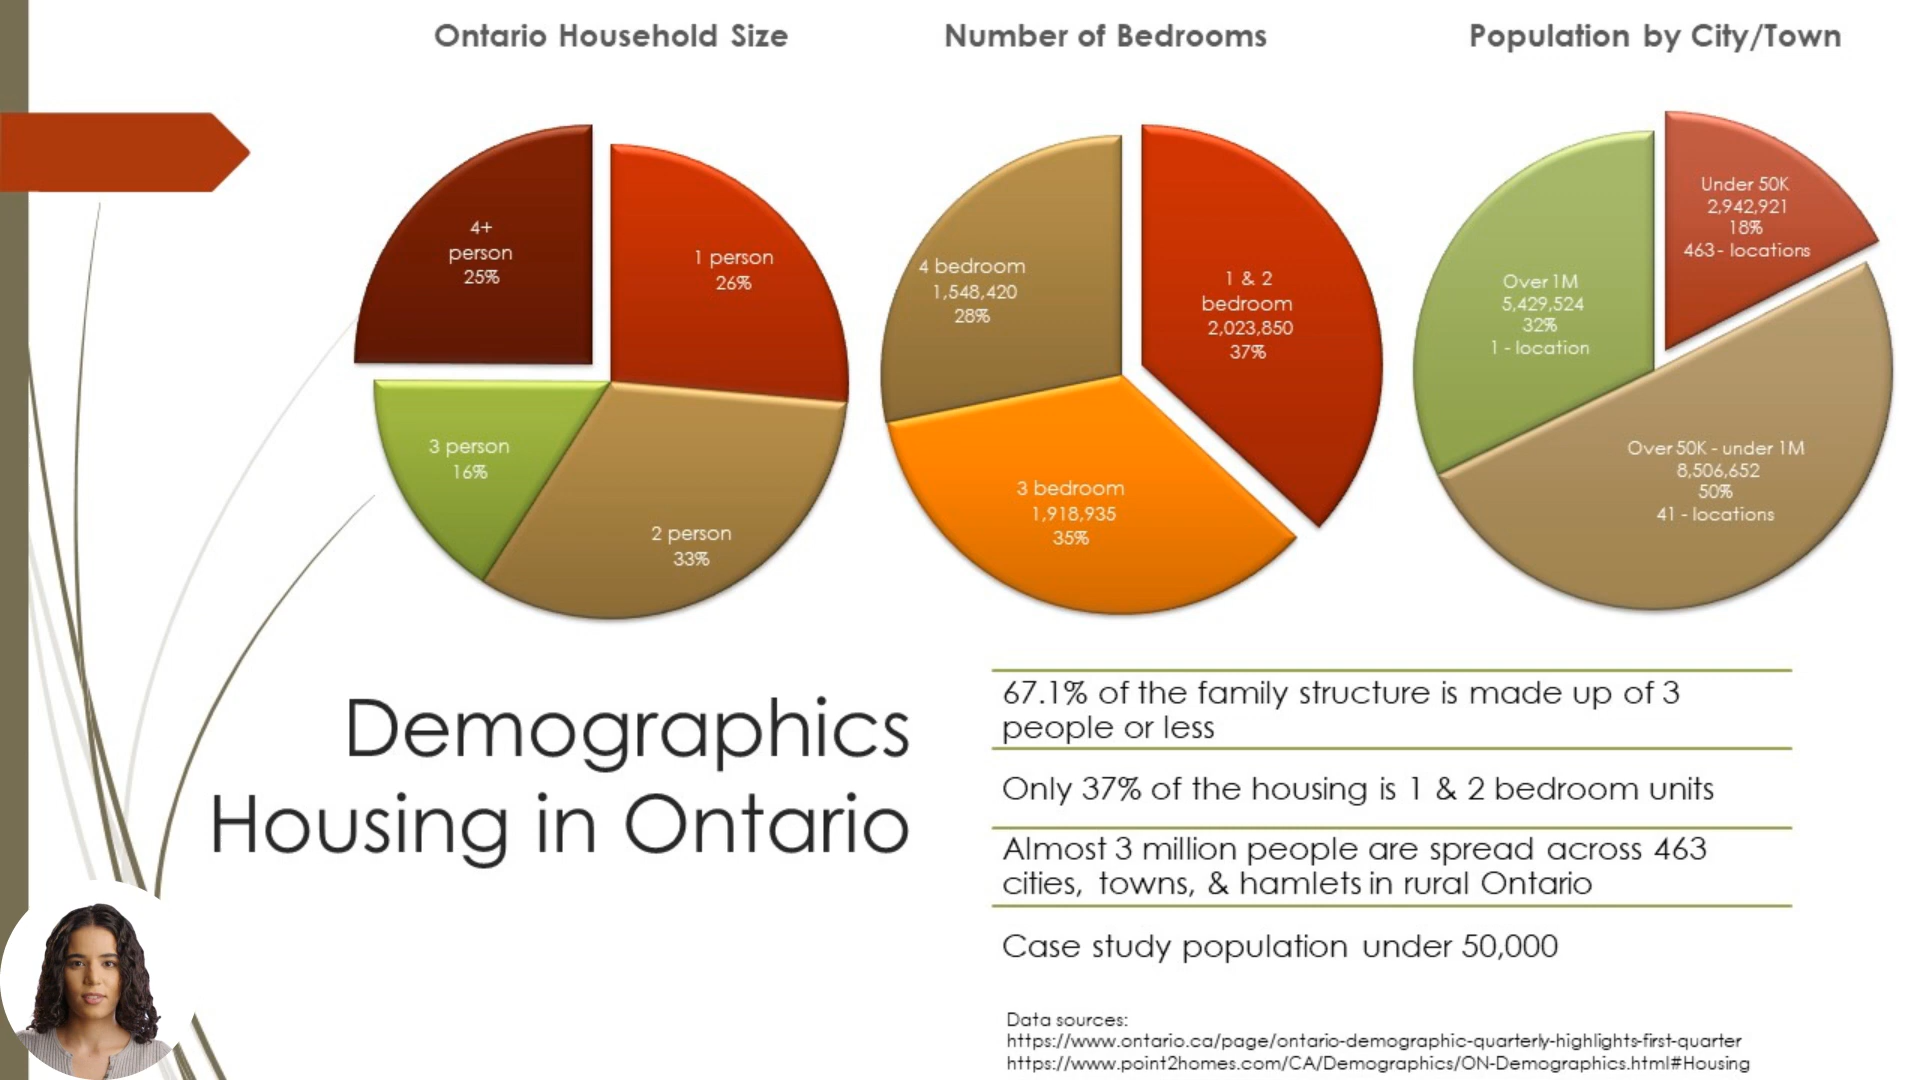 Ontario Household Size
4+
person
25%
1 person
26%
3 person
16%
2 person
33%
Number of Bedrooms
4 bedroom
1,548,420
28%
1 & 2
bedroom
2,023,850
37%
3 bedroom
1,918,935
35%
Population by City/Town
Under 50K
2,942,921
18%
463 - locations
Over 1M
5,429,524
32%
1 - location
Over 50K - under 1M
8,506,652
50%
41 - locations
Demographics
Housing in Ontario
67.1% of the family structure is made up of 3
people or less
Only 37% of the housing is 1 & 2 bedroom units
Almost 3 million people are spread across 463
cities, towns, & hamlets in rural Ontario
Case study population under 50,000
Data sources:
https://www.ontario.ca/page/ontario-demographic-quarterly-highlights-first-quarter
https://www.point2homes.com/CA/Demographics/ON-Demographics.html#Housing